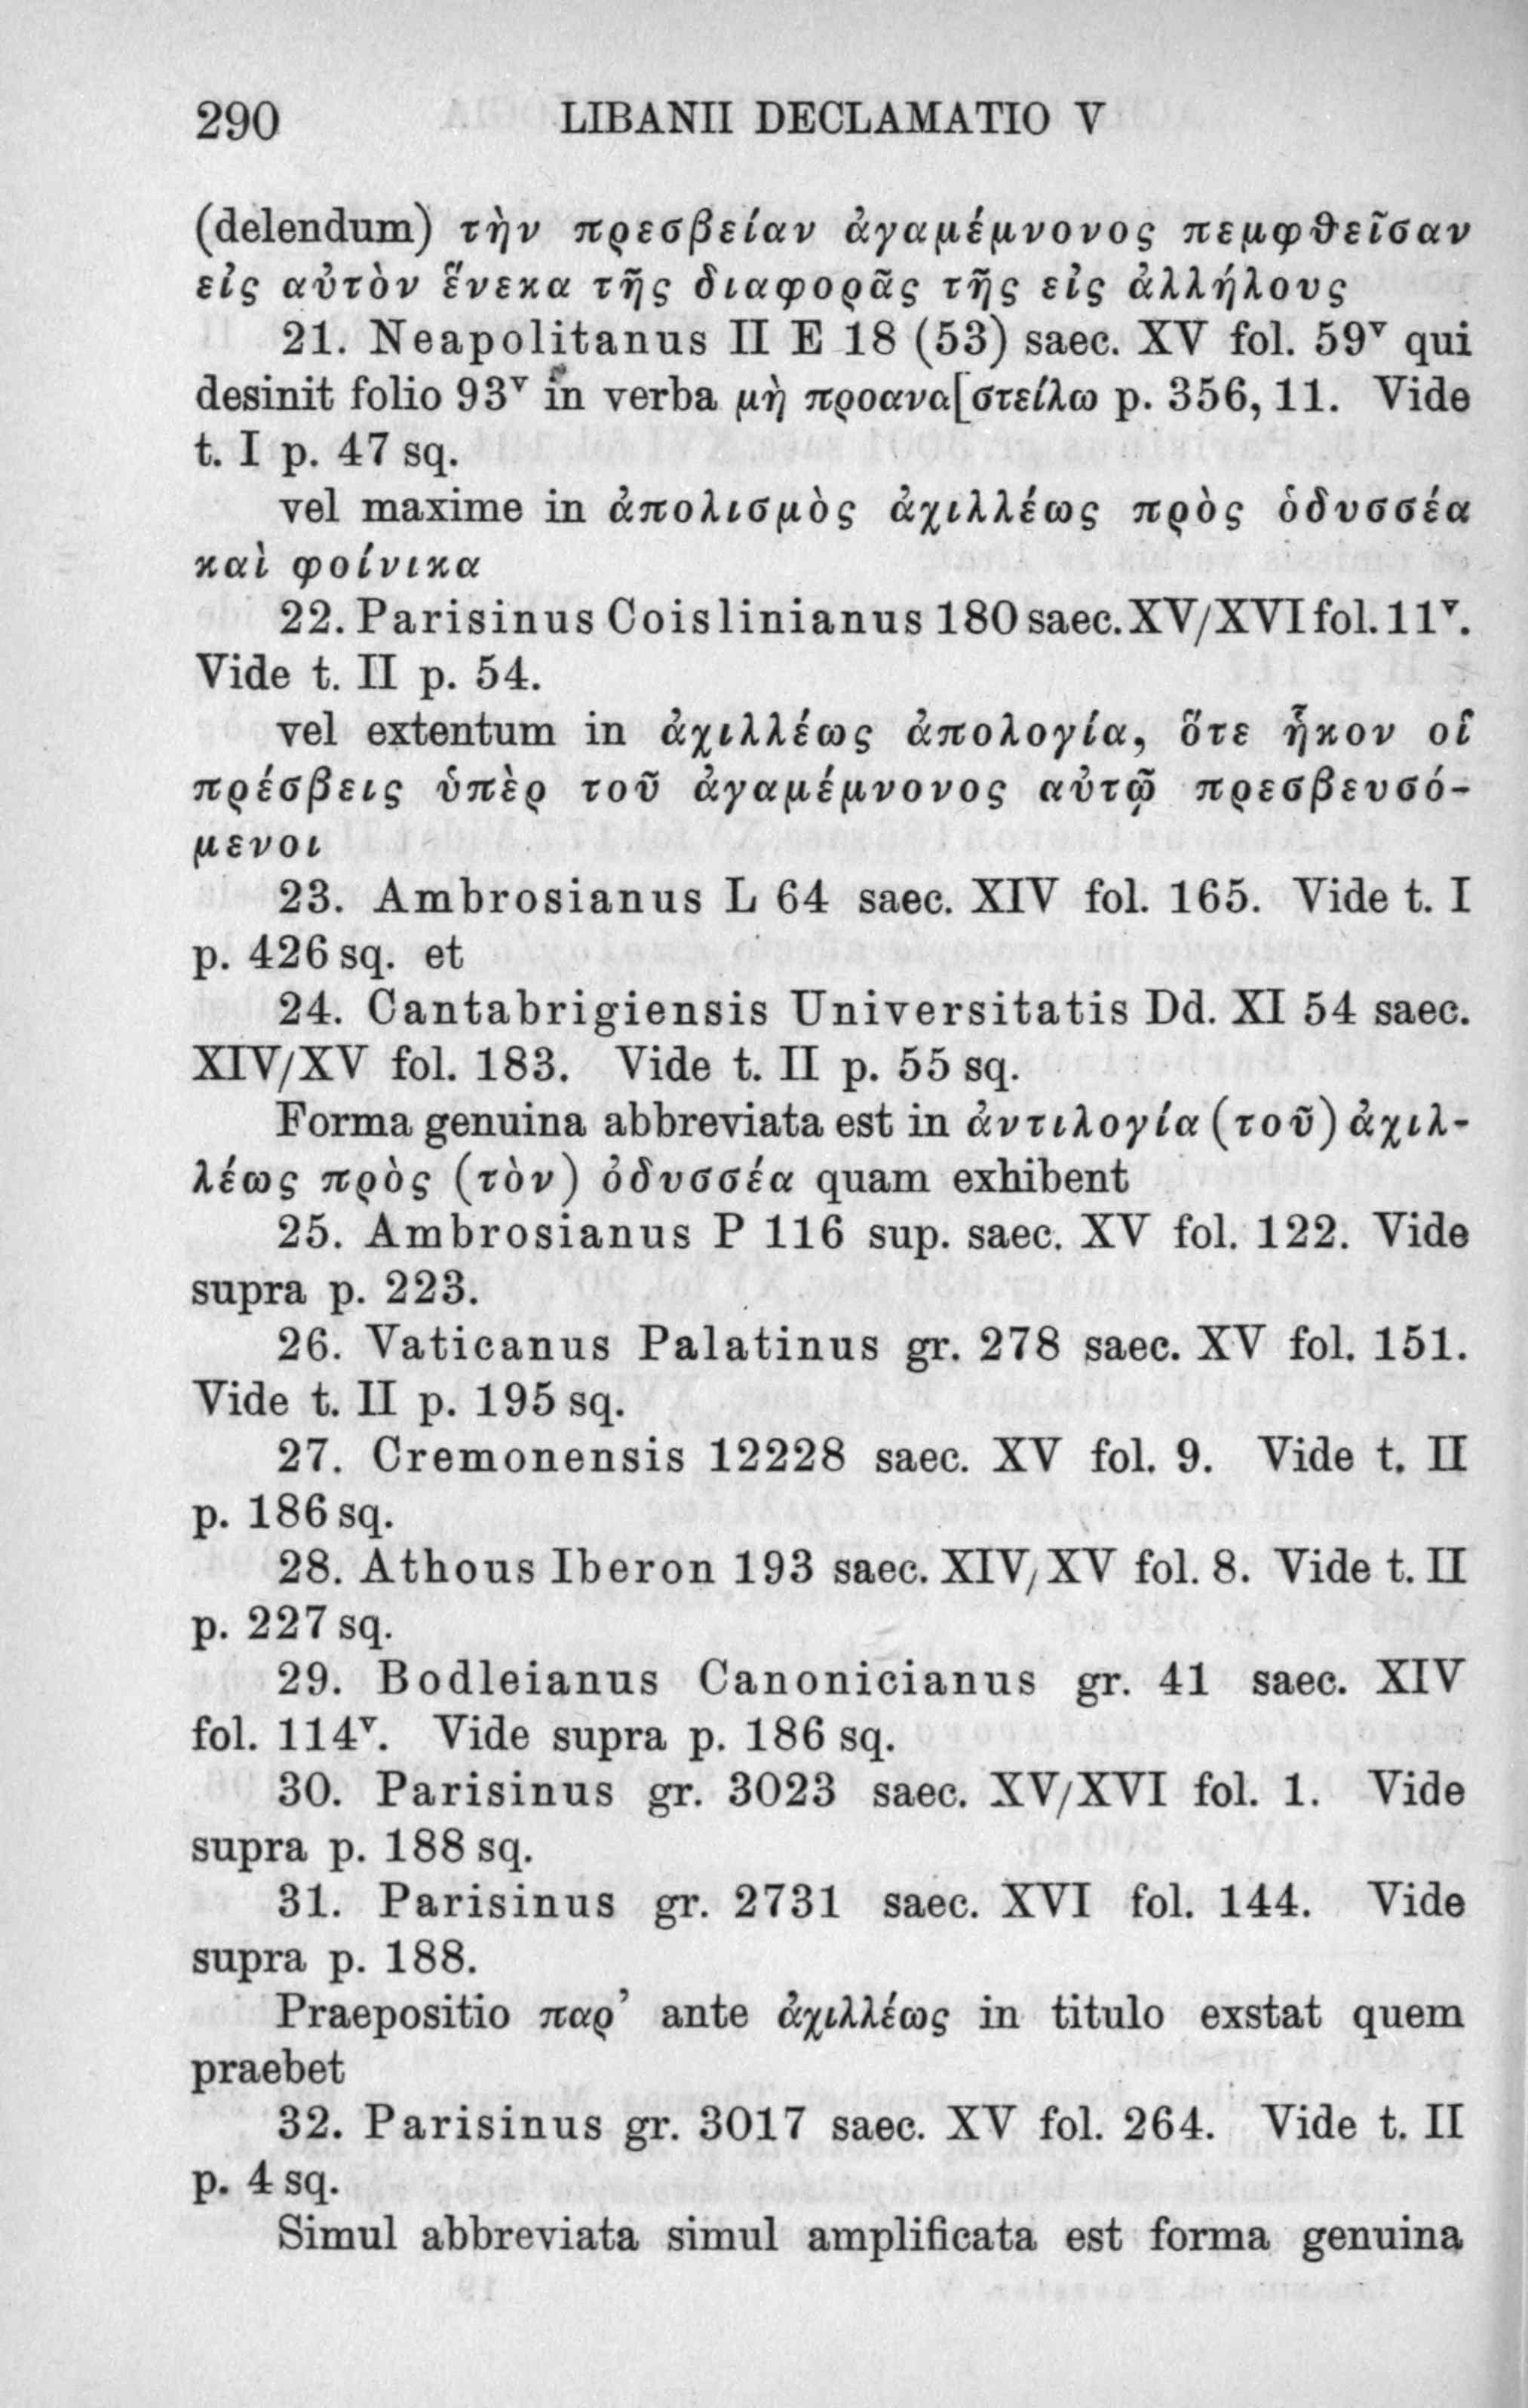 290 LIBANII DECLAMATIO V
(delendum) τὴν πρεσβείαν ἀγαμέμνονος πεμφθεῖσαν
εἰς αὐτὸν ἕνεκα τῆς διαφορᾶς τῆς εἰς ἀλλήλους
21. Neapolitanus II E 18 (53) saec. XV fol. 59ᵛ qui
desinit folio 93ᵛ in verba μὴ προανα[στείλω p. 356, 11. Vide
t. I p. 47 sq.
vel maxime in ἀπολισμὸς ἀχιλλέως πρὸς ὀδυσσέα
καὶ φοίνικα
22. Parisinus Coislinianus 180 saec. XV/XVI fol. 11ᵛ.
Vide t. II p. 54.
vel extentum in ἀχιλλέως ἀπολογία, ὅτε ἧκον οἱ
πρέσβεις ὑπὲρ τοῦ ἀγαμέμνονος αὐτῷ πρεσβευσό-
μενοι
23. Ambrosianus L 64 saec. XIV fol. 165. Vide t. I
p. 426 sq. et
24. Cantabrigiensis Universitatis Dd. XI 54 saec.
XIV/XV fol. 183. Vide t. II p. 55 sq.
Forma genuina abbreviata est in ἀντιλογία (τοῦ) ἀχιλ-
λέως πρὸς (τὸν) ὀδυσσέα quam exhibent
25. Ambrosianus P 116 sup. saec. XV fol. 122. Vide
supra p. 223.
26. Vaticanus Palatinus gr. 278 saec. XV fol. 151.
Vide t. II p. 195 sq.
27. Cremonensis 12228 saec. XV fol. 9. Vide t. II
p. 186 sq.
28. Athous Iberon 193 saec. XIV/XV fol. 8. Vide t. II
p. 227 sq.
29. Bodleianus Canonicianus gr. 41 saec. XIV
fol. 114ᵛ. Vide supra p. 186 sq.
30. Parisinus gr. 3023 saec. XV/XVI fol. 1. Vide
supra p. 188 sq.
31. Parisinus gr. 2731 saec. XVI fol. 144. Vide
supra p. 188.
Praepositio παρ’ ante ἀχιλλέως in titulo exstat quem
praebet
32. Parisinus gr. 3017 saec. XV fol. 264. Vide t. II
p. 4 sq.
Simul abbreviata simul amplificata est forma genuina